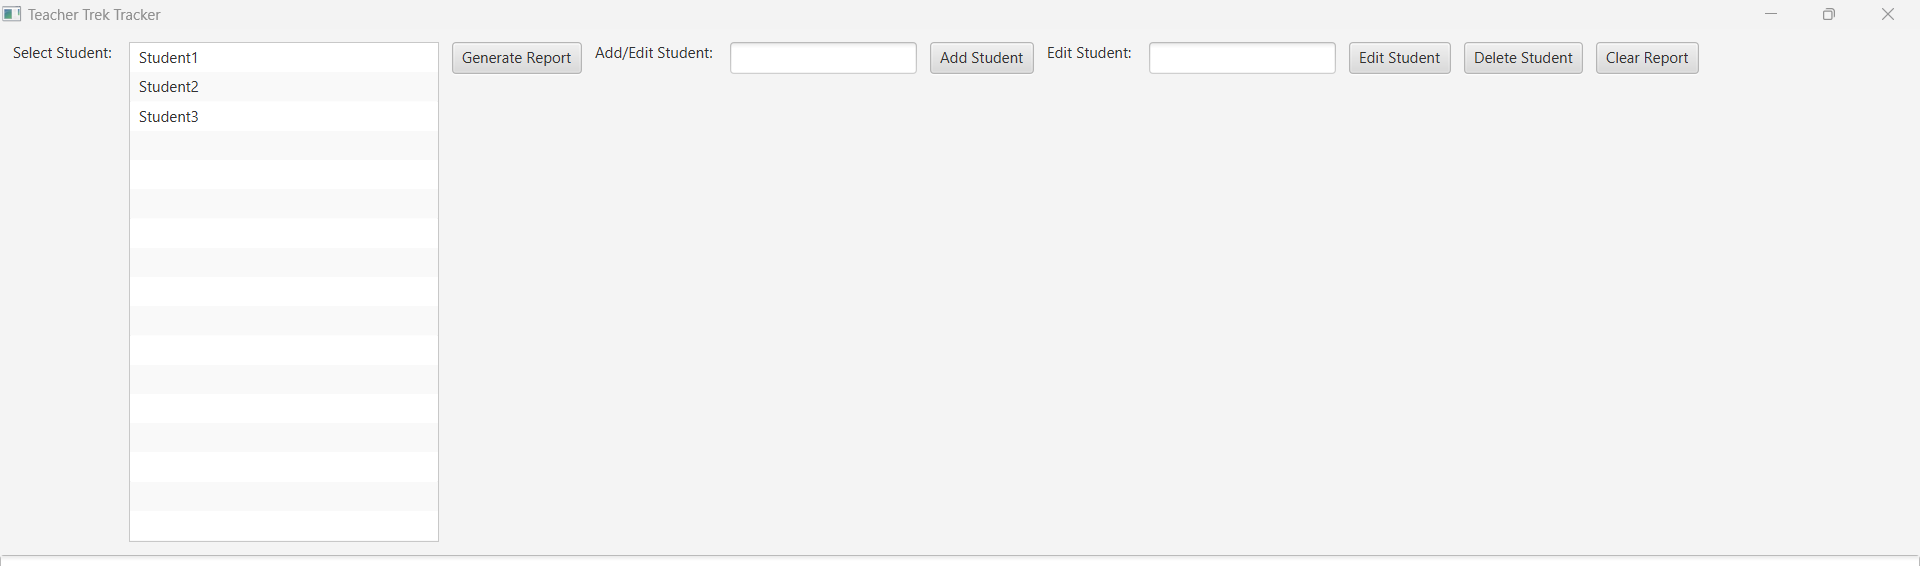 Teacher Trek Tracker
Select Student:
Student1
Student2
Student3
Generate Report
Add/Edit Student:
Add Student
Edit Student:
Edit Student
Delete Student
Clear Report